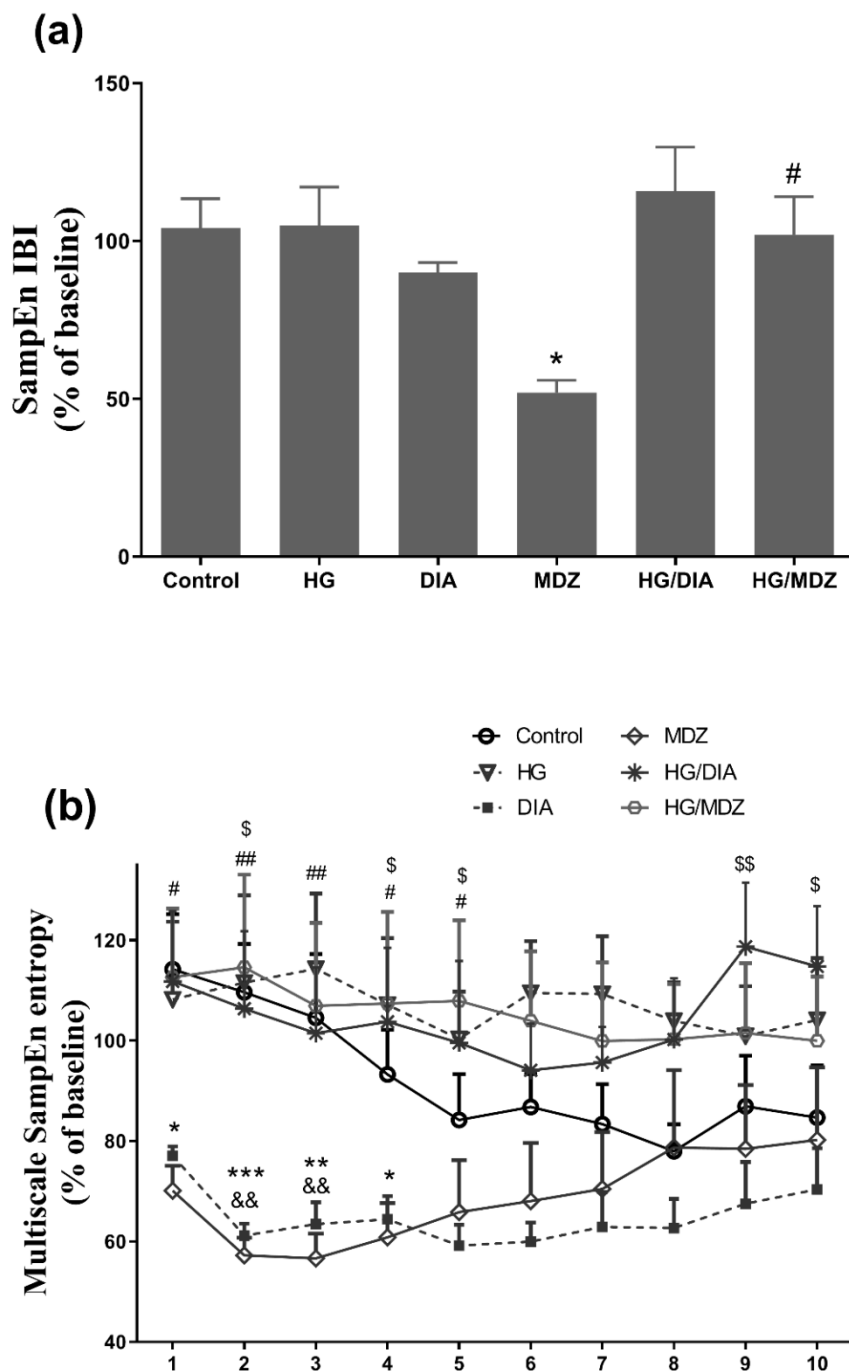 (a)
SampEn IBI
(% of baseline)
150
100
50
0
*
#
Control HG DIA MDZ HG/DIA HG/MDZ
Control MDZ
HG HG/DIA
DIA HG/MDZ
(b)
Multiscale SampEn entropy
(% of baseline)
$ $ $ $$ $
# ## ## # #
120
100
80
60
40
* *** ** *
&& &&
1 2 3 4 5 6 7 8 9 10